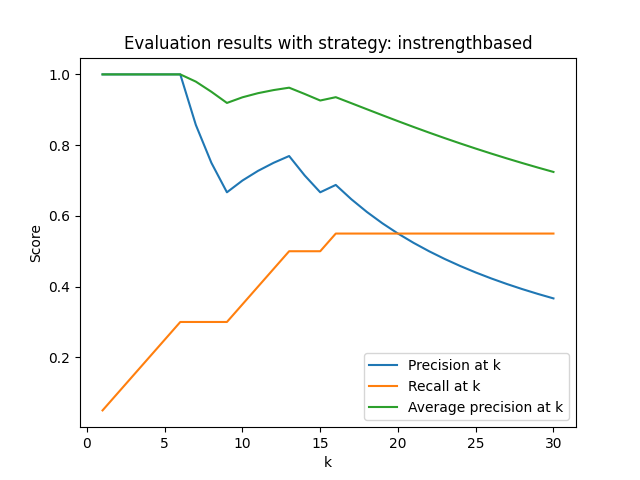 Evaluation results with strategy: instrengthbased
1.0
0.8
0.6
0.4
0.2
Score
0 5 10 15 20 25 30
k
Precision at k
Recall at k
Average precision at k